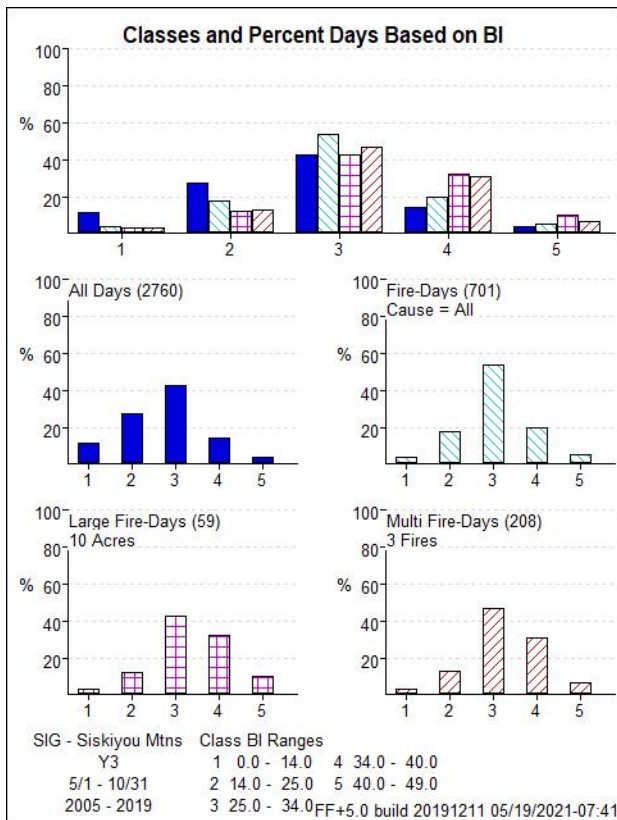 Classes and Percent Days Based on BI
100
80
% 60
40
20
1 2 3 4 5
100 All Days (2760)
80
% 60
40
20
1 2 3 4 5
100 Fire-Days (701)
80 Cause = All
% 60
40
20
1 2 3 4 5
100 Large Fire-Days (59)
80 10 Acres
% 60
40
20
1 2 3 4 5
100 Multi Fire-Days (208)
80 3 Fires
% 60
40
20
1 2 3 4 5
SIG - Siskiyou Mtns Class BI Ranges
Y3 1 0.0 - 14.0 4 34.0 - 40.0
5/1 - 10/31 2 14.0 - 25.0 5 40.0 - 49.0
2005 - 2019 3 25.0 - 34.0 FF+5.0 build 20191211 05/19/2021-07:41